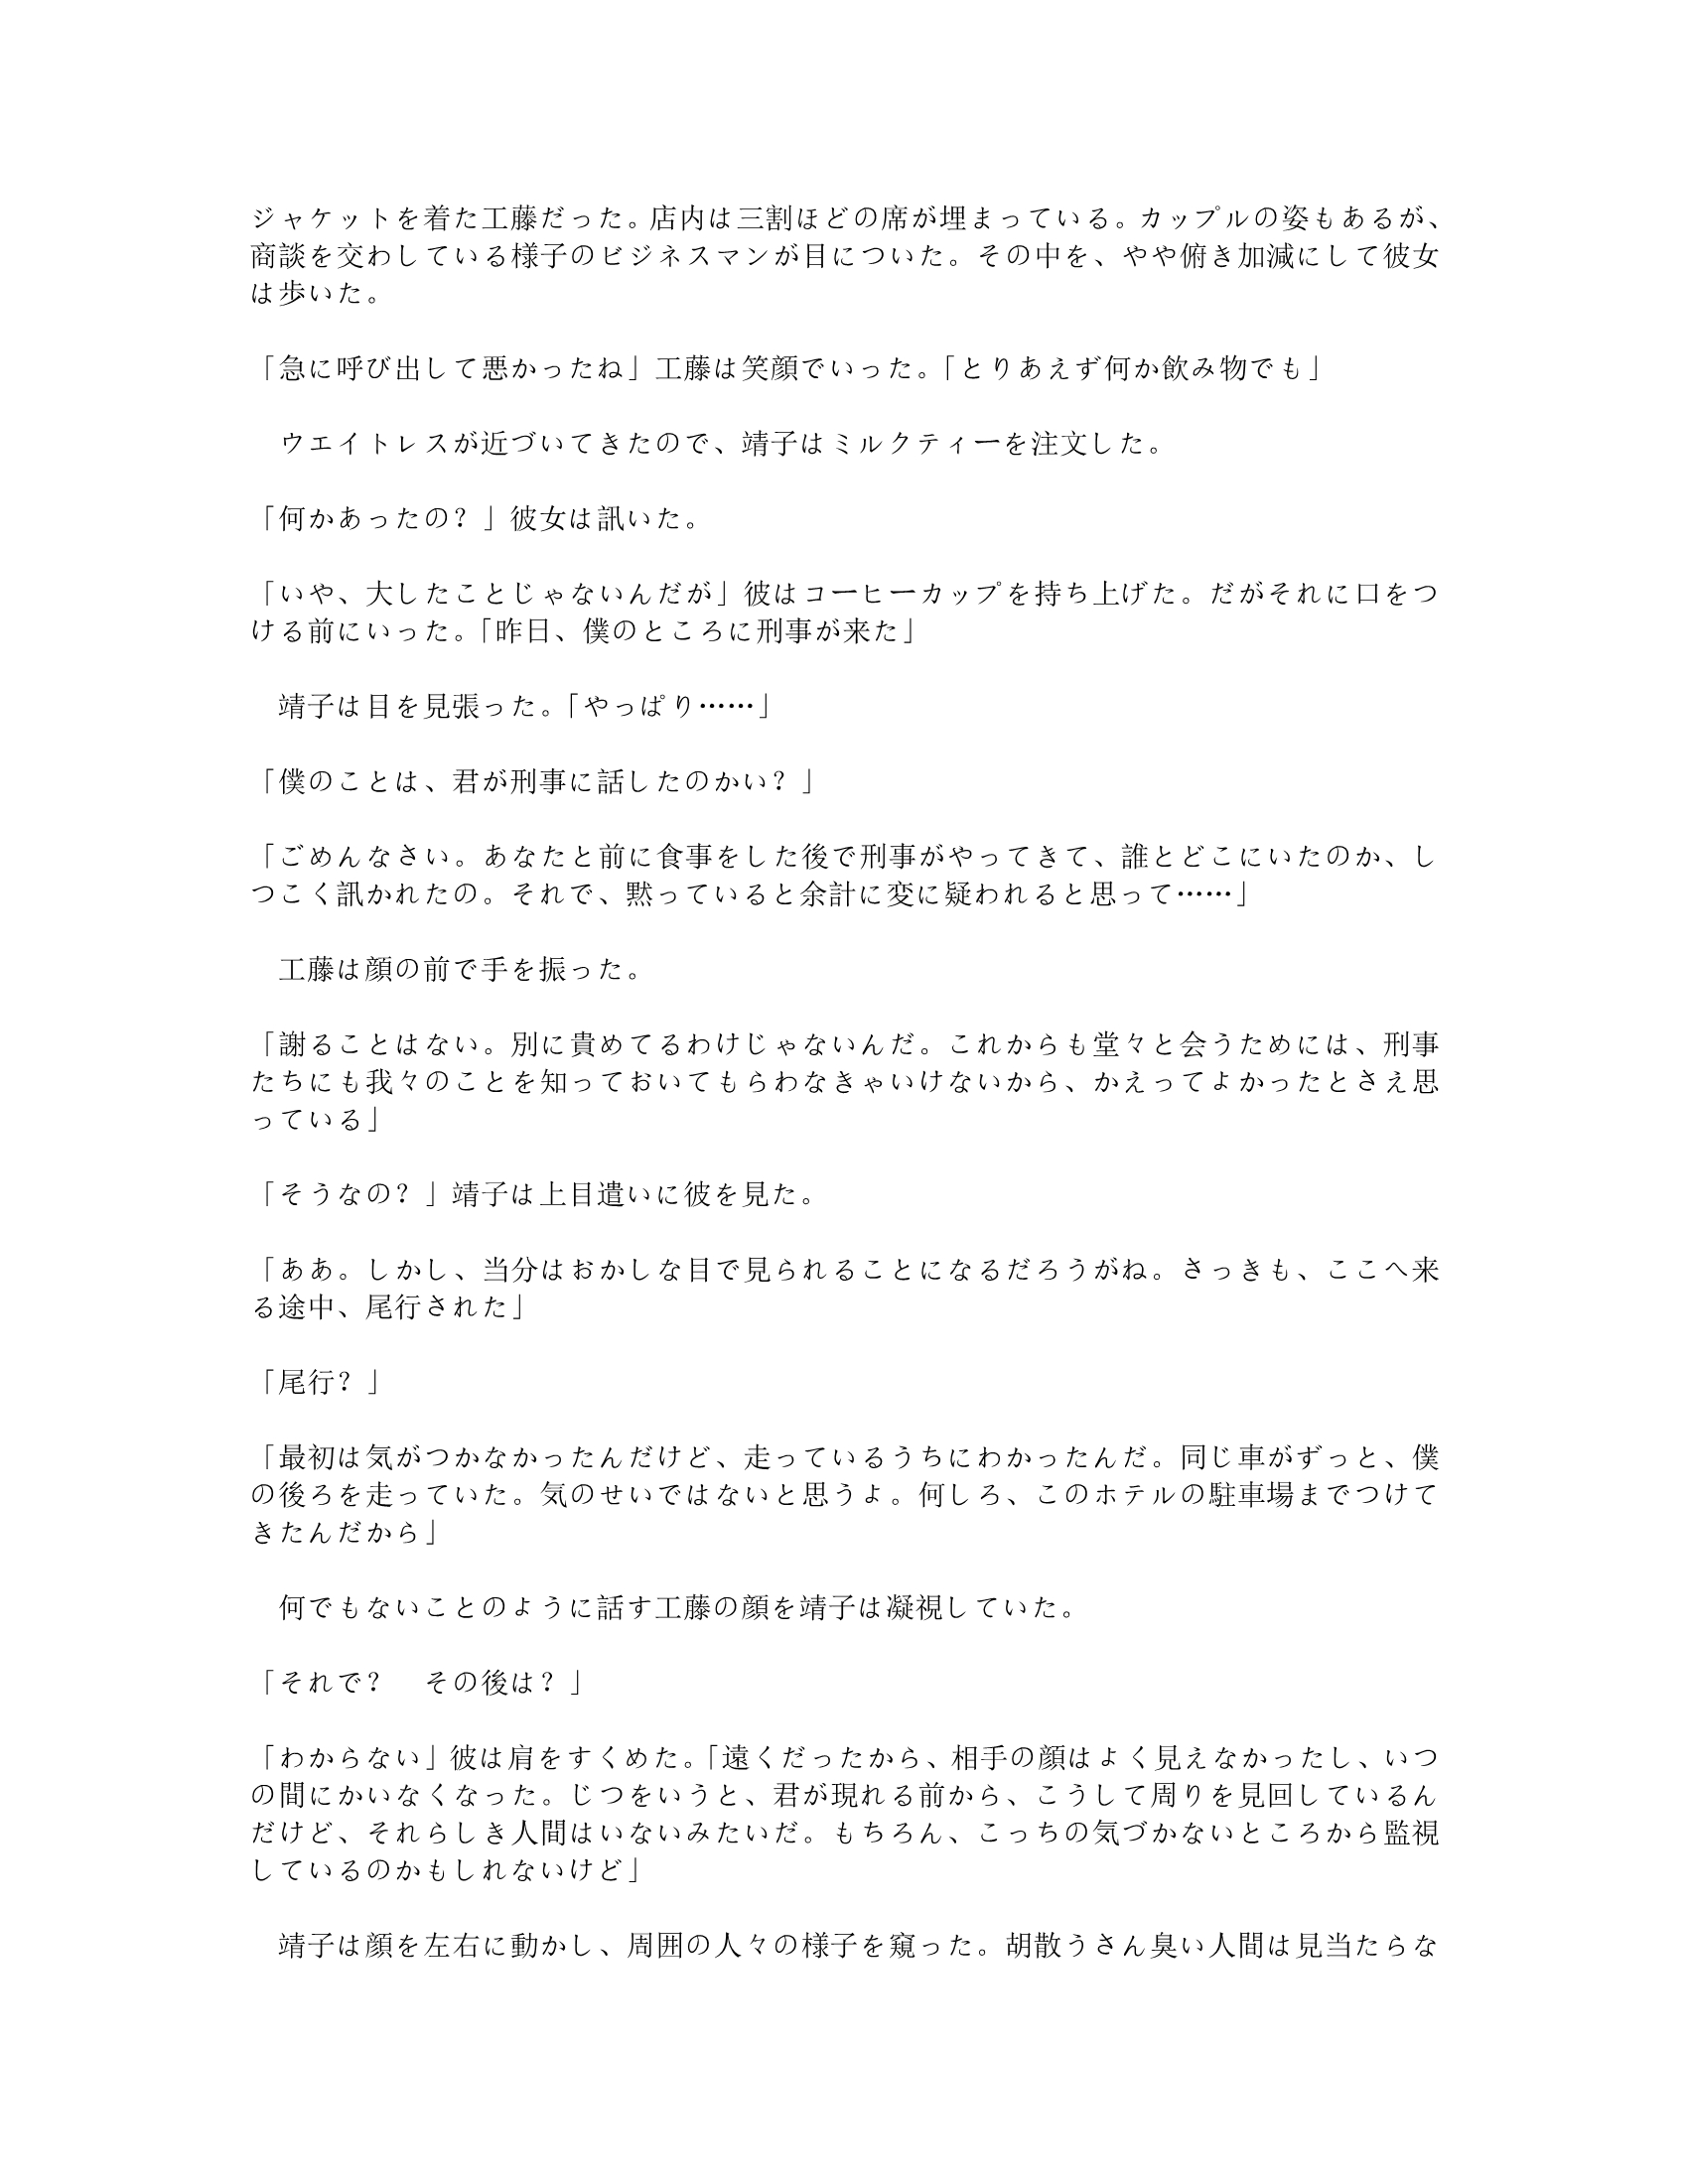 ジャケットを着た工藤だった。店内は三割ほどの席が埋まっている。カップルの姿もあるが、
商談を交わしている様子のビジネスマンが目についた。その中を、やや俯き加減にして彼女
は歩いた。
「急に呼び出して悪かったね」工藤は笑顔でいった。「とりあえず何か飲み物でも」
　ウエイトレスが近づいてきたので、靖子はミルクティーを注文した。
「何かあったの？」彼女は訊いた。
「いや、大したことじゃないんだが」彼はコーヒーカップを持ち上げた。だがそれに口をつ
ける前にいった。「昨日、僕のところに刑事が来た」
　靖子は目を見張った。「やっぱり……」
「僕のことは、君が刑事に話したのかい？」
「ごめんなさい。あなたと前に食事をした後で刑事がやってきて、誰とどこにいたのか、し
つこく訊かれたの。それで、黙っていると余計に変に疑われると思って……」
　工藤は顔の前で手を振った。
「謝ることはない。別に貴めてるわけじゃないんだ。これからも堂々と会うためには、刑事
たちにも我々のことを知っておいてもらわなきゃいけないから、かえってよかったとさえ思
っている」
「そうなの？」靖子は上目遣いに彼を見た。
「ああ。しかし、当分はおかしな目で見られることになるだろうがね。さっきも、ここへ来
る途中、尾行された」
「尾行？」
「最初は気がつかなかったんだけど、走っているうちにわかったんだ。同じ車がずっと、僕
の後ろを走っていた。気のせいではないと思うよ。何しろ、このホテルの駐車場までつけて
きたんだから」
　何でもないことのように話す工藤の顔を靖子は凝視していた。
「それで？　その後は？」
「わからない」彼は肩をすくめた。「遠くだったから、相手の顔はよく見えなかったし、いつ
の間にかいなくなった。じつをいうと、君が現れる前から、こうして周りを見回しているん
だけど、それらしき人間はいないみたいだ。もちろん、こっちの気づかないところから監視
しているのかもしれないけど」
　靖子は顔を左右に動かし、周囲の人々の様子を窺った。胡散うさん臭い人間は見当たらな